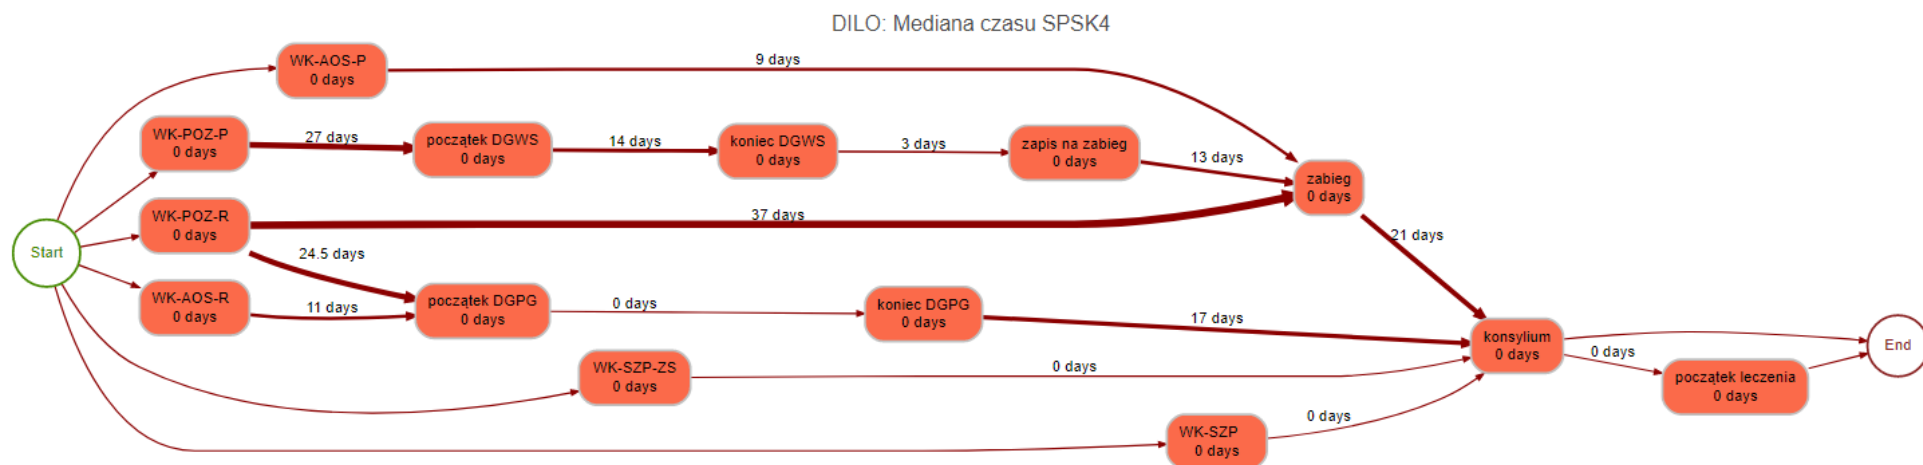 DILO: Mediana czasu SPSK4
WK-AOS-P
0 days
9 days
WK-POZ-P
0 days
27 days
początek DGWS
0 days
14 days
koniec DGWS
0 days
3 days
zapis na zabieg
0 days
13 days
zabieg
0 days
WK-POZ-R
0 days
37 days
Start
24.5 days
21 days
WK-AOS-R
0 days
11 days
początek DGPG
0 days
0 days
koniec DGPG
0 days
17 days
konsylium
0 days
End
WK-SZP-ZS
0 days
0 days
0 days
początek leczenia
0 days
WK-SZP
0 days
0 days